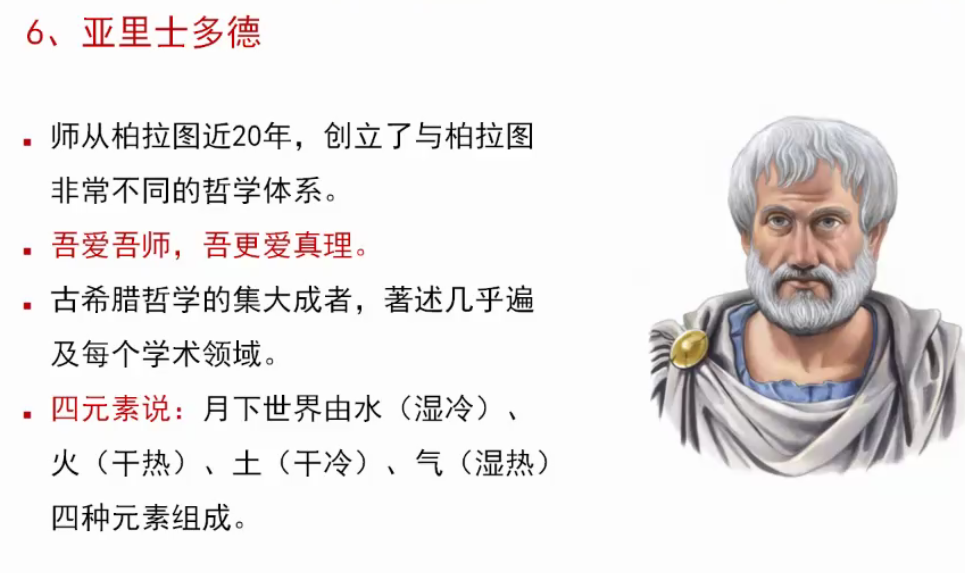 6、亚里士多德
▪ 师从柏拉图近20年，创立了与柏拉图
非常不同的哲学体系。
▪ 吾爱吾师，吾更爱真理。
▪ 古希腊哲学的集大成者，著述几乎遍
及每个学术领域。
▪ 四元素说：月下世界由水（湿冷）、
火（干热）、土（干冷）、气（湿热）
四种元素组成。